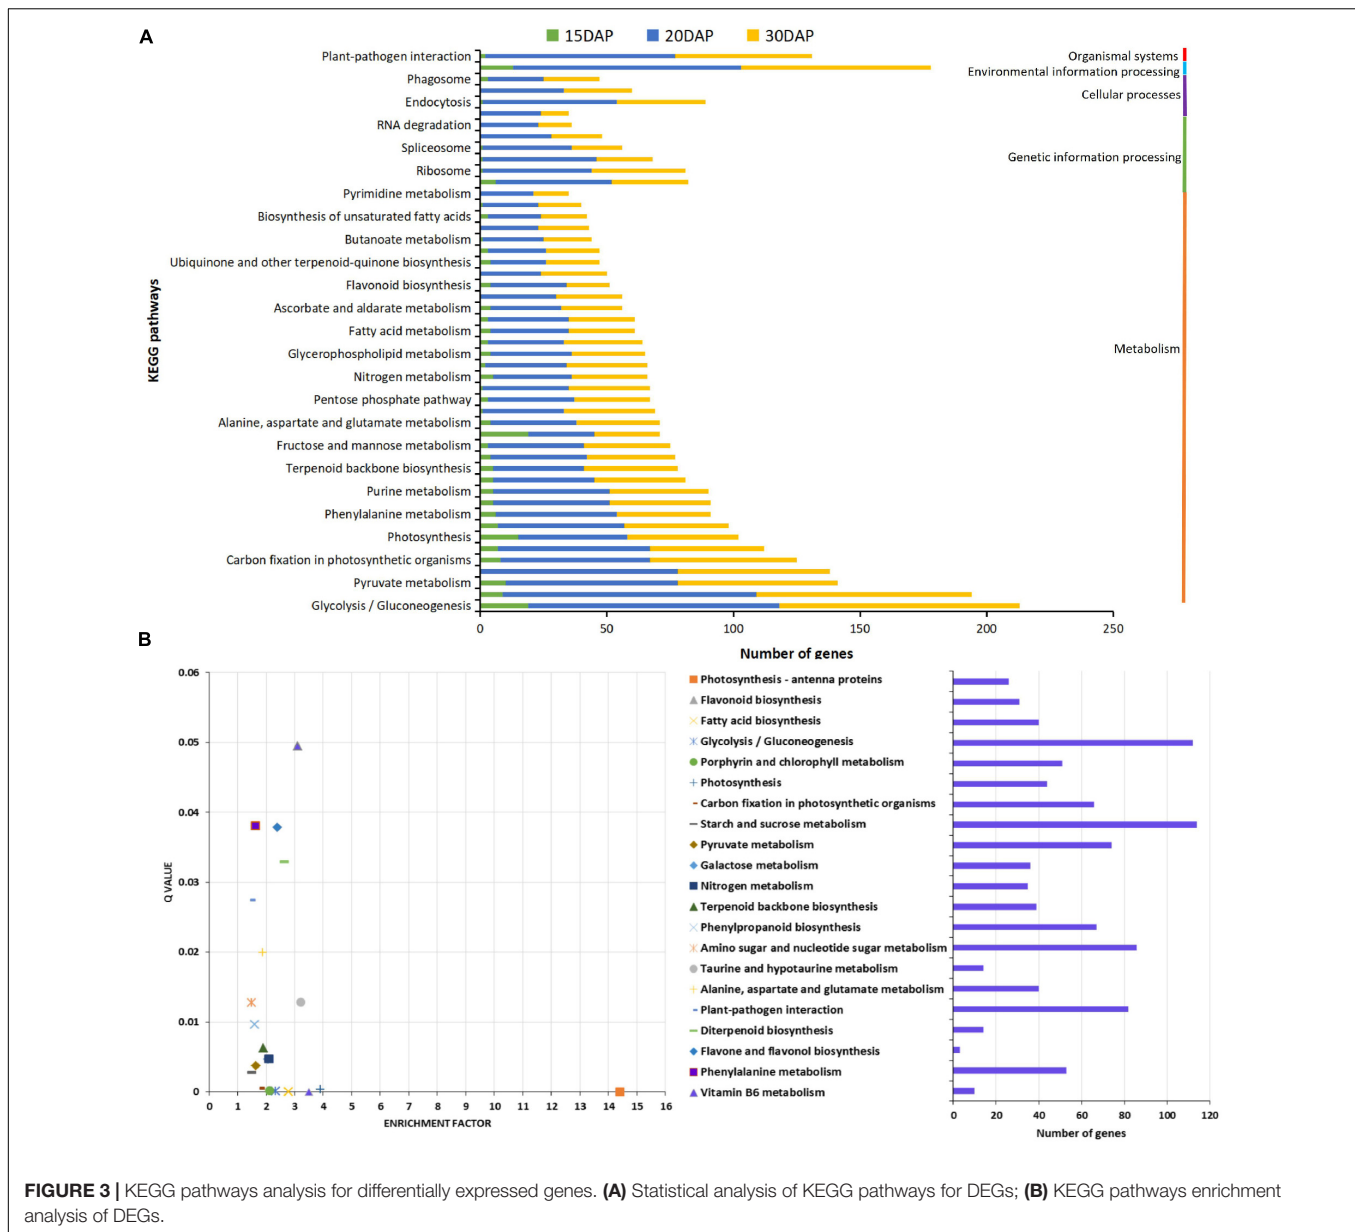 A
15DAP 20DAP 30DAP
Plant-pathogen interaction
Phagosome
Endocytosis
RNA degradation
Spliceosome
Ribosome
Pyrimidine metabolism
Biosynthesis of unsaturated fatty acids
Butanoate metabolism
Ubiquinone and other terpenoid-quinone biosynthesis
Flavonoid biosynthesis
Ascorbate and aldarate metabolism
Fatty acid metabolism
Glycerophospholipid metabolism
Nitrogen metabolism
Pentose phosphate pathway
Alanine, aspartate and glutamate metabolism
Fructose and mannose metabolism
Terpenoid backbone biosynthesis
Purine metabolism
Phenylalanine metabolism
Photosynthesis
Carbon fixation in photosynthetic organisms
Pyruvate metabolism
Glycolysis / Gluconeogenesis
KEGG pathways
Organismal systems
Environmental information processing
Cellular processes
Genetic information processing
Metabolism
0 50 100 150 200 250
Number of genes
B
0.06
0.05
0.04
0.03
0.02
0.01
0
Q VALUE
0 1 2 3 4 5 6 7 8 9 10 11 12 13 14 15 16
ENRICHMENT FACTOR
Photosynthesis - antenna proteins
Flavonoid biosynthesis
Fatty acid biosynthesis
Glycolysis / Gluconeogenesis
Porphyrin and chlorophyll metabolism
Photosynthesis
Carbon fixation in photosynthetic organisms
Starch and sucrose metabolism
Pyruvate metabolism
Galactose metabolism
Nitrogen metabolism
Terpenoid backbone biosynthesis
Phenylpropanoid biosynthesis
Amino sugar and nucleotide sugar metabolism
Taurine and hypotaurine metabolism
Alanine, aspartate and glutamate metabolism
Plant-pathogen interaction
Diterpenoid biosynthesis
Flavone and flavonol biosynthesis
Phenylalanine metabolism
Vitamin B6 metabolism
0 20 40 60 80 100 120
Number of genes
FIGURE 3 | KEGG pathways analysis for differentially expressed genes. (A) Statistical analysis of KEGG pathways for DEGs; (B) KEGG pathways enrichment
analysis of DEGs.